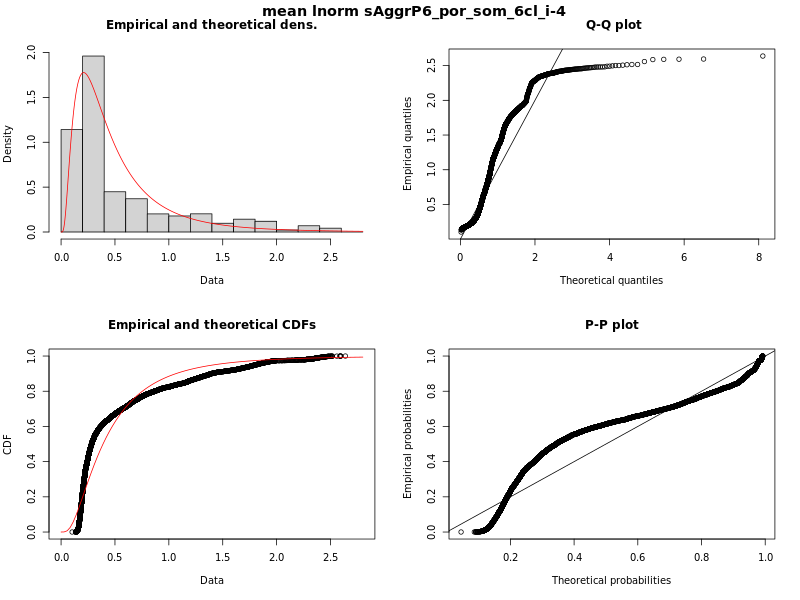 mean lnorm sAggrP6_por_som_6cl_i-4
Empirical and theoretical dens.
Density
0.0 0.5 1.0 1.5 2.0
0.0 0.5 1.0 1.5 2.0 2.5
Data
Q-Q plot
Empirical quantiles
0.5 1.0 1.5 2.0 2.5
0 2 4 6 8
Theoretical quantiles
Empirical and theoretical CDFs
CDF
0.0 0.2 0.4 0.6 0.8 1.0
0.0 0.5 1.0 1.5 2.0 2.5
Data
P-P plot
Empirical probabilities
0.0 0.2 0.4 0.6 0.8 1.0
0.2 0.4 0.6 0.8 1.0
Theoretical probabilities